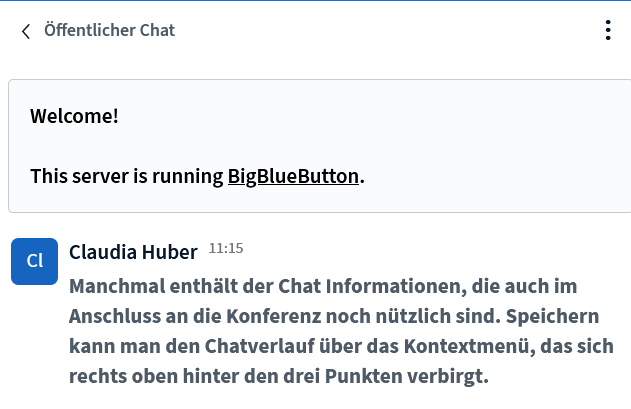 Öffentlicher Chat
Welcome!
This server is running BigBlueButton.
Cl
Claudia Huber 11:15
Manchmal enthält der Chat Informationen, die auch im
Anschluss an die Konferenz noch nützlich sind. Speichern
kann man den Chatverlauf über das Kontextmenü, das sich
rechts oben hinter den drei Punkten verbirgt.